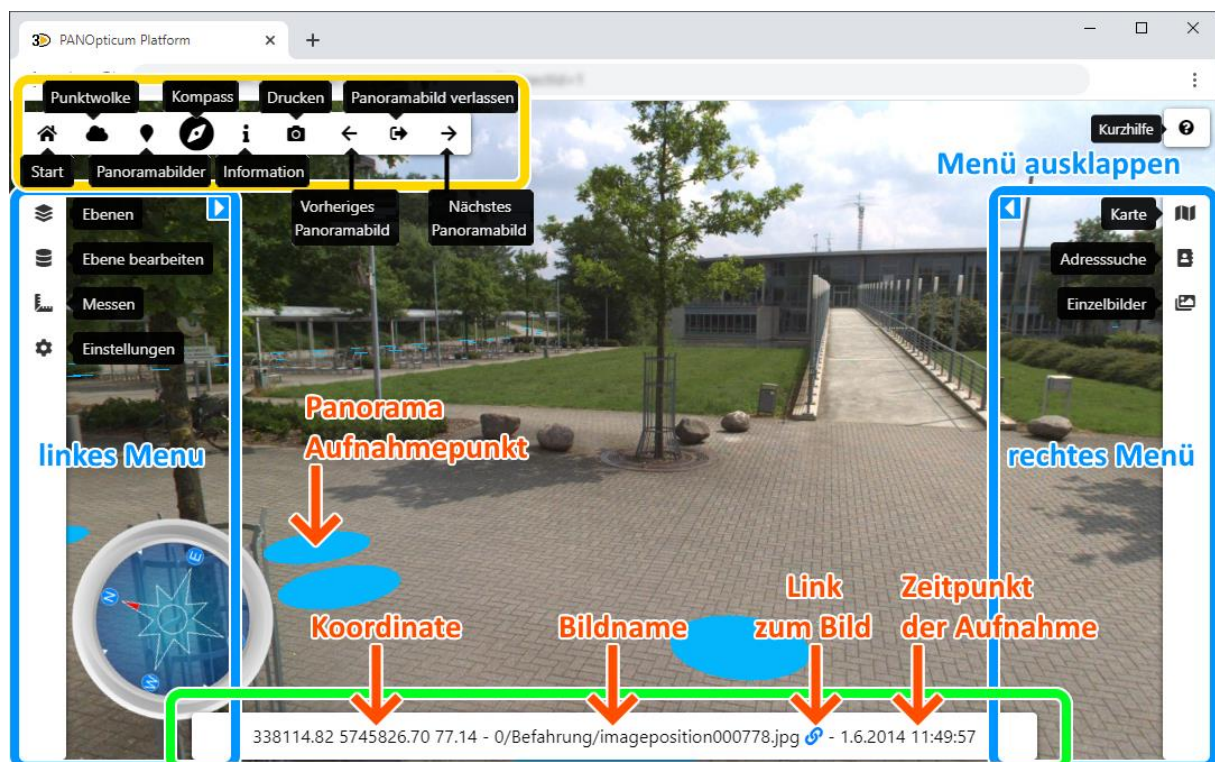 3D PANOpticum Platform
Punktwolke Kompass Drucken Panoramabild verlassen
Start Panoramabilder Information
Vorheriges
Panoramabild
Nächstes
Panoramabild
Kurzhilfe
Menü ausklappen
Ebenen
Ebene bearbeiten
Messen
Einstellungen
Karte
Adresssuche
Einzelbilder
linkes Menu
rechtes Menü
Panorama
Aufnahmepunkt
N
E
W
Koordinate
Bildname
Link
zum Bild
Zeitpunkt
der Aufnahme
338114.82 5745826.70 77.14 - 0/Befahrung/imageposition000778.jpg - 1.6.2014 11:49:57